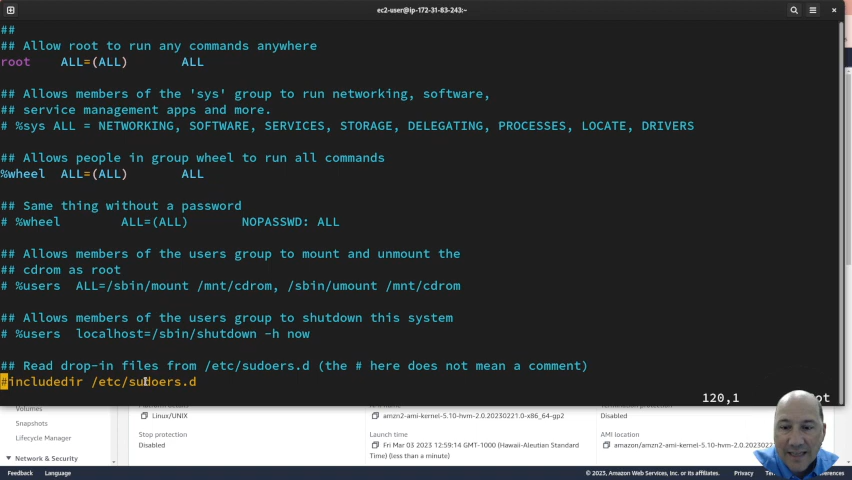 ec2-user@ip-172-31-83-243:~
##
## Allow root to run any commands anywhere
root    ALL=(ALL)       ALL
## Allows members of the 'sys' group to run networking, software,
## service management apps and more.
# %sys ALL = NETWORKING, SOFTWARE, SERVICES, STORAGE, DELEGATING, PROCESSES, LOCATE, DRIVERS
## Allows people in group wheel to run all commands
%wheel  ALL=(ALL)       ALL
## Same thing without a password
# %wheel        ALL=(ALL)       NOPASSWD: ALL
## Allows members of the users group to mount and unmount the
## cdrom as root
# %users  ALL=/sbin/mount /mnt/cdrom, /sbin/umount /mnt/cdrom
## Allows members of the users group to shutdown this system
# %users  localhost=/sbin/shutdown -h now
## Read drop-in files from /etc/sudoers.d (the # here does not mean a comment)
#includedir /etc/sudoers.d
120,1
Volumes
Snapshots
Lifecycle Manager
Network & Security
Linux/UNIX
Stop protection
Disabled
amzn2-ami-kernel-5.10-hvm-2.0.20230221.0-x86_64-gp2
Launch time
Fri Mar 03 2023 12:59:14 GMT-1000 (Hawaii-Aleutian Standard
Time) (less than a minute)
Disabled
AMI location
amazon/amzn2-ami-kernel-5.10-hvm-
Feedback Language
© 2023, Amazon Web Services, Inc. or its affiliates. Privacy